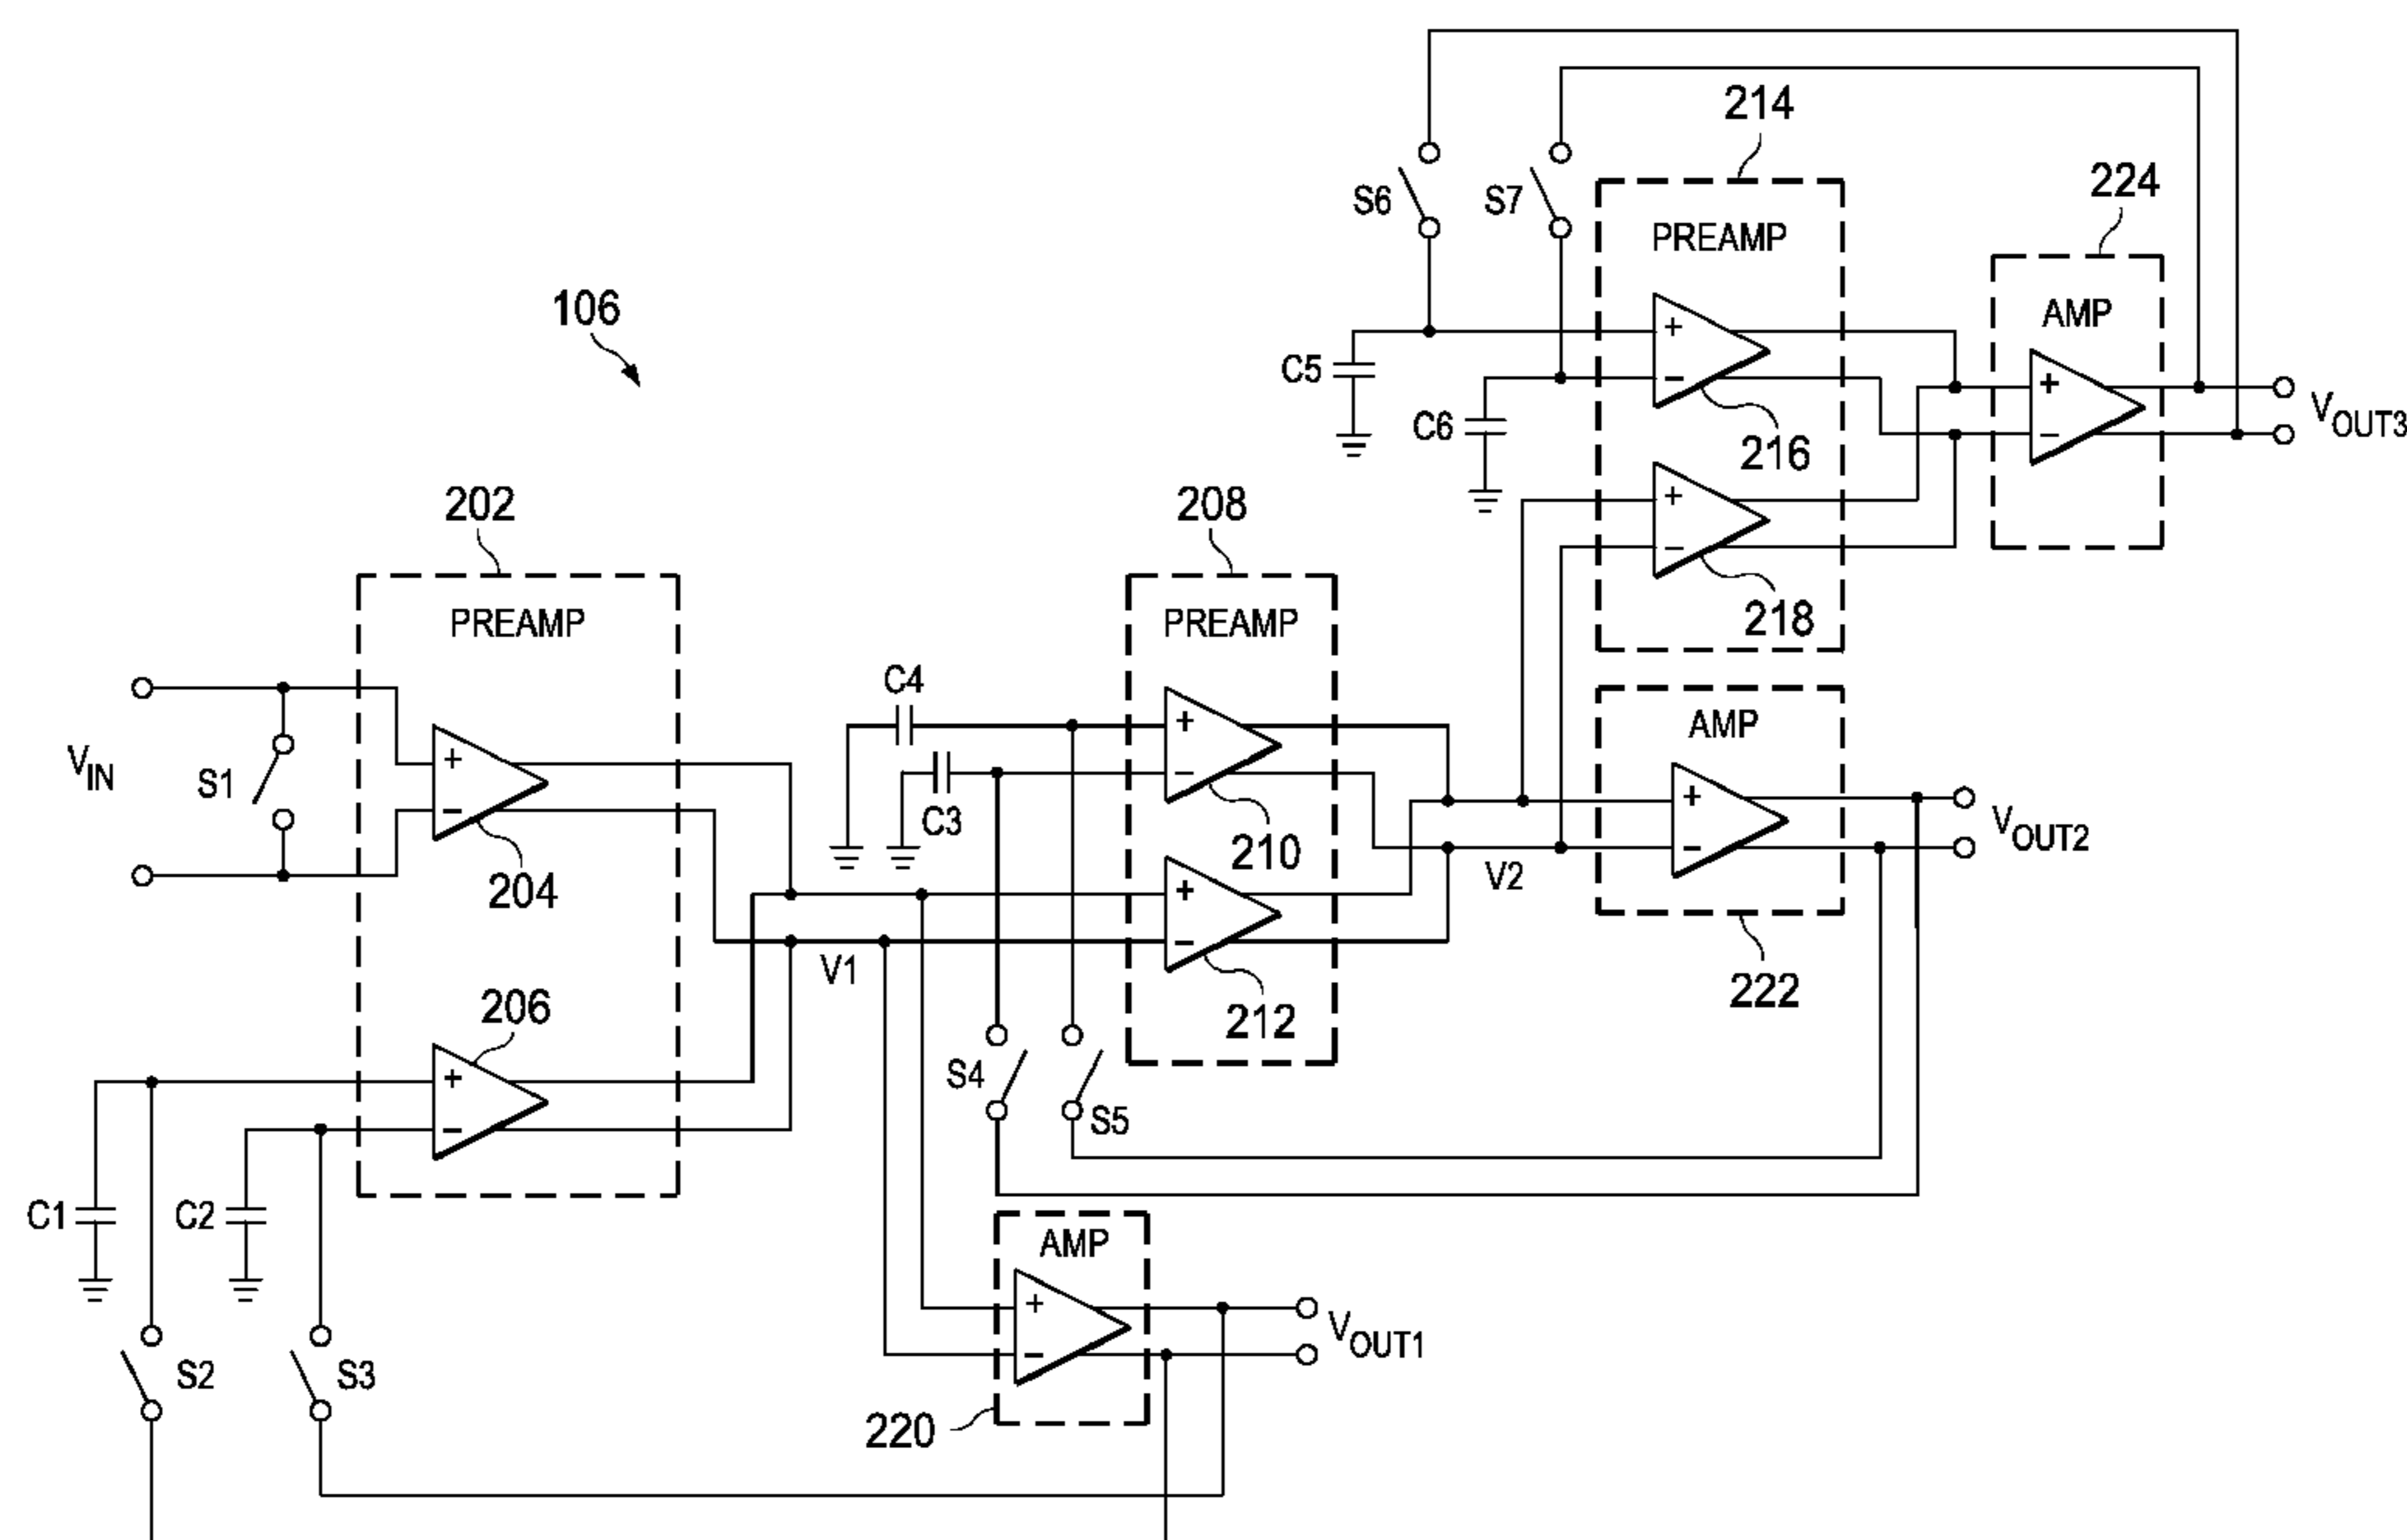 214
224
S6
S7
PREAMP
AMP
106
+
C5
−
+
VOUT3
C6
−
216
+
202
208
−
218
PREAMP
PREAMP
C4
AMP
+
VIN
+
S1
−
C3
+
VOUT2
−
210
−
204
V2
+
−
V1
222
206
212
+
S4
S5
−
C1
C2
AMP
+
VOUT1
−
S2
S3
220